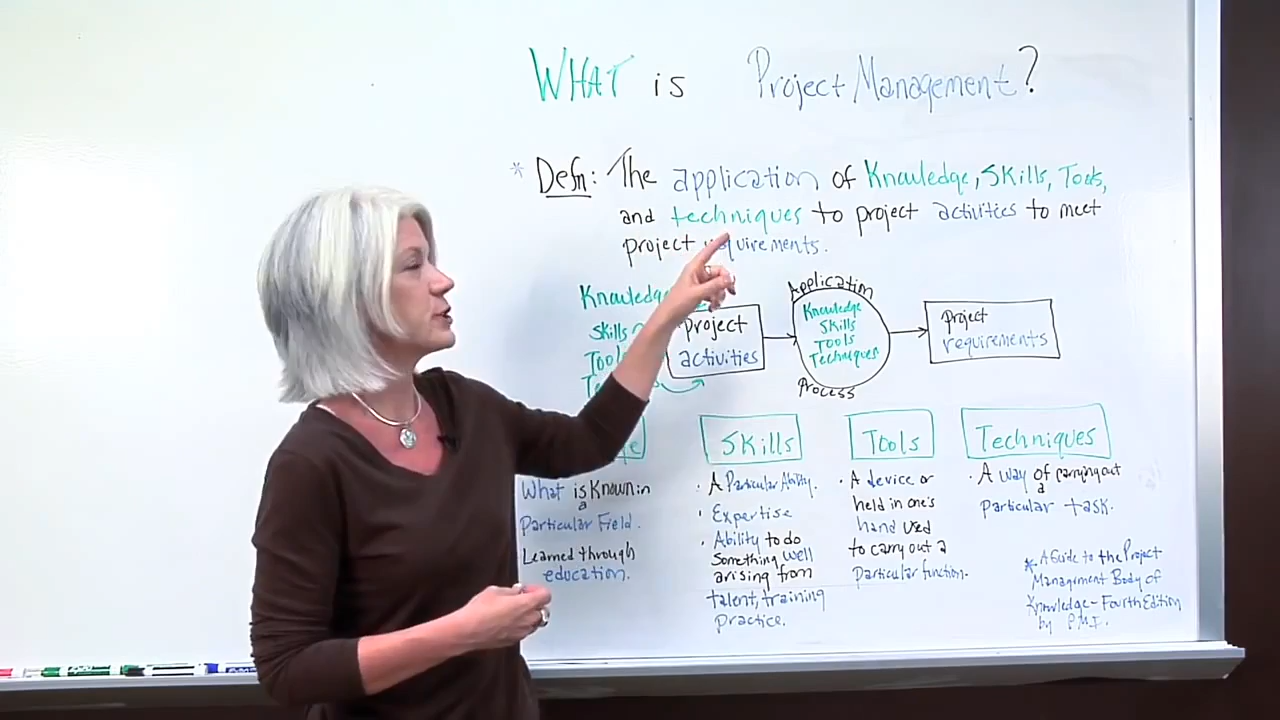 WHAT is Project Management?
* Defn: The application of Knowledge, Skills, Tools,
and techniques to project activities to meet
project requirements.
Knowledge
Skills
Tools
project
activities
Application
Knowledge
Skills
Tools
Techniques
Process
project
requirements
Skills
Tools
Techniques
What is Known in
a
Particular Field.
Learned through
education.
· A Particular Ability.
· Expertise
· Ability to do
Something well
arising from
talent, training
Practice.
· A device or
held in one's
hand used
to carry out a
Particular function.
· A way of carrying out
a
Particular task.
* A Guide to the Project
Management Body of
Knowledge - Fourth Edition
by P.M.I.